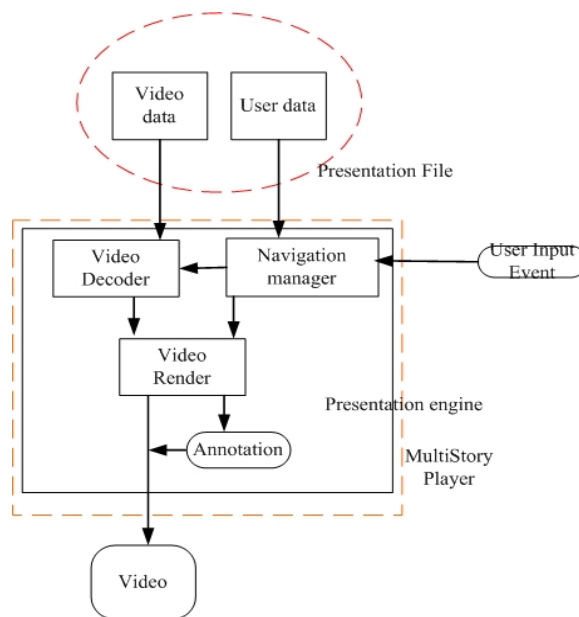 Video
data
User data
Presentation File
Video
Decoder
Navigation
manager
User Input
Event
Video
Render
Presentation engine
Annotation
MultiStory
Player
Video